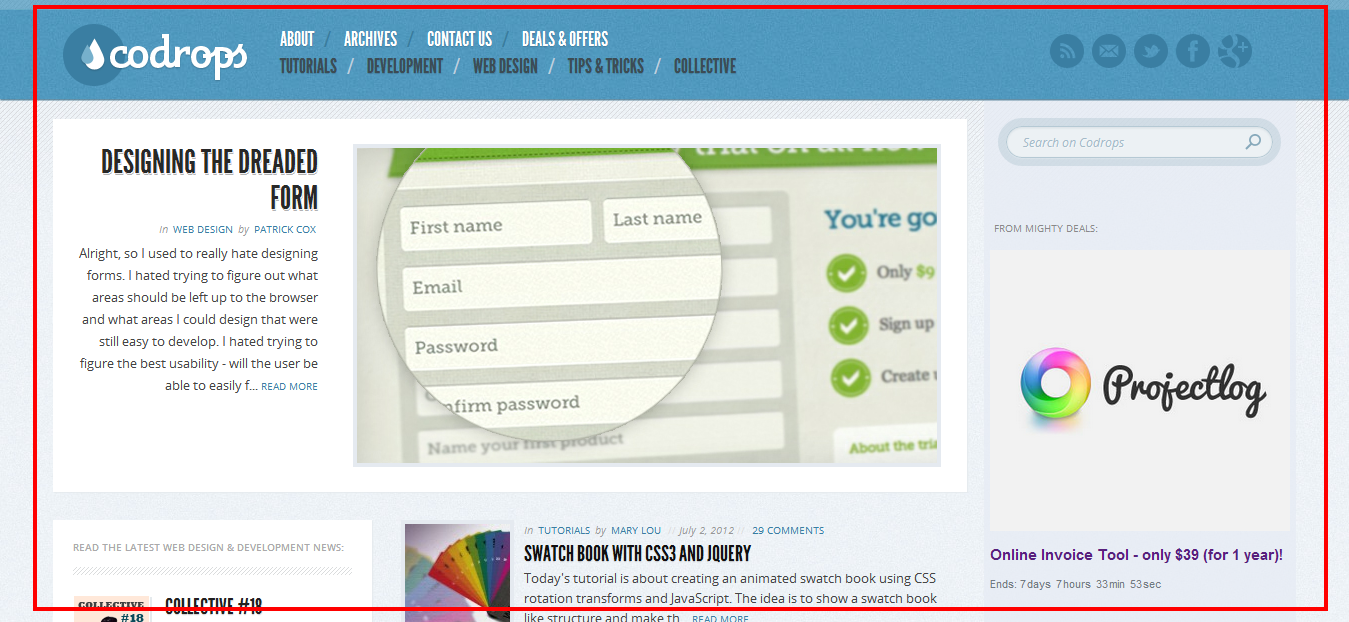 codrops
ABOUT / ARCHIVES / CONTACT US / DEALS & OFFERS
TUTORIALS / DEVELOPMENT / WEB DESIGN / TIPS & TRICKS / COLLECTIVE
Search on Codrops
DESIGNING THE DREADED
FORM
in WEB DESIGN by PATRICK COX
Alright, so I used to really hate designing
forms. I hated trying to figure out what
areas should be left up to the browser
and what areas I could design that were
still easy to develop. I hated trying to
figure the best usability - will the user be
able to easily f... READ MORE
trial on all
First name
Last name
Email
Password
confirm password
Name your first product
You're go
Only $9
Sign up
Create
About the tria
FROM MIGHTY DEALS:
Projectlog
Online Invoice Tool - only $39 (for 1 year)!
Ends: 7days 7hours 33min 53sec
READ THE LATEST WEB DESIGN & DEVELOPMENT NEWS:
COLLECTIVE
#18
COLLECTIVE #18
in TUTORIALS by MARY LOU // July 2, 2012 // 29 COMMENTS
SWATCH BOOK WITH CSS3 AND JQUERY
Today's tutorial is about creating an animated swatch book using CSS
rotation transforms and JavaScript. The idea is to show a swatch book
like structure and make th... READ MORE